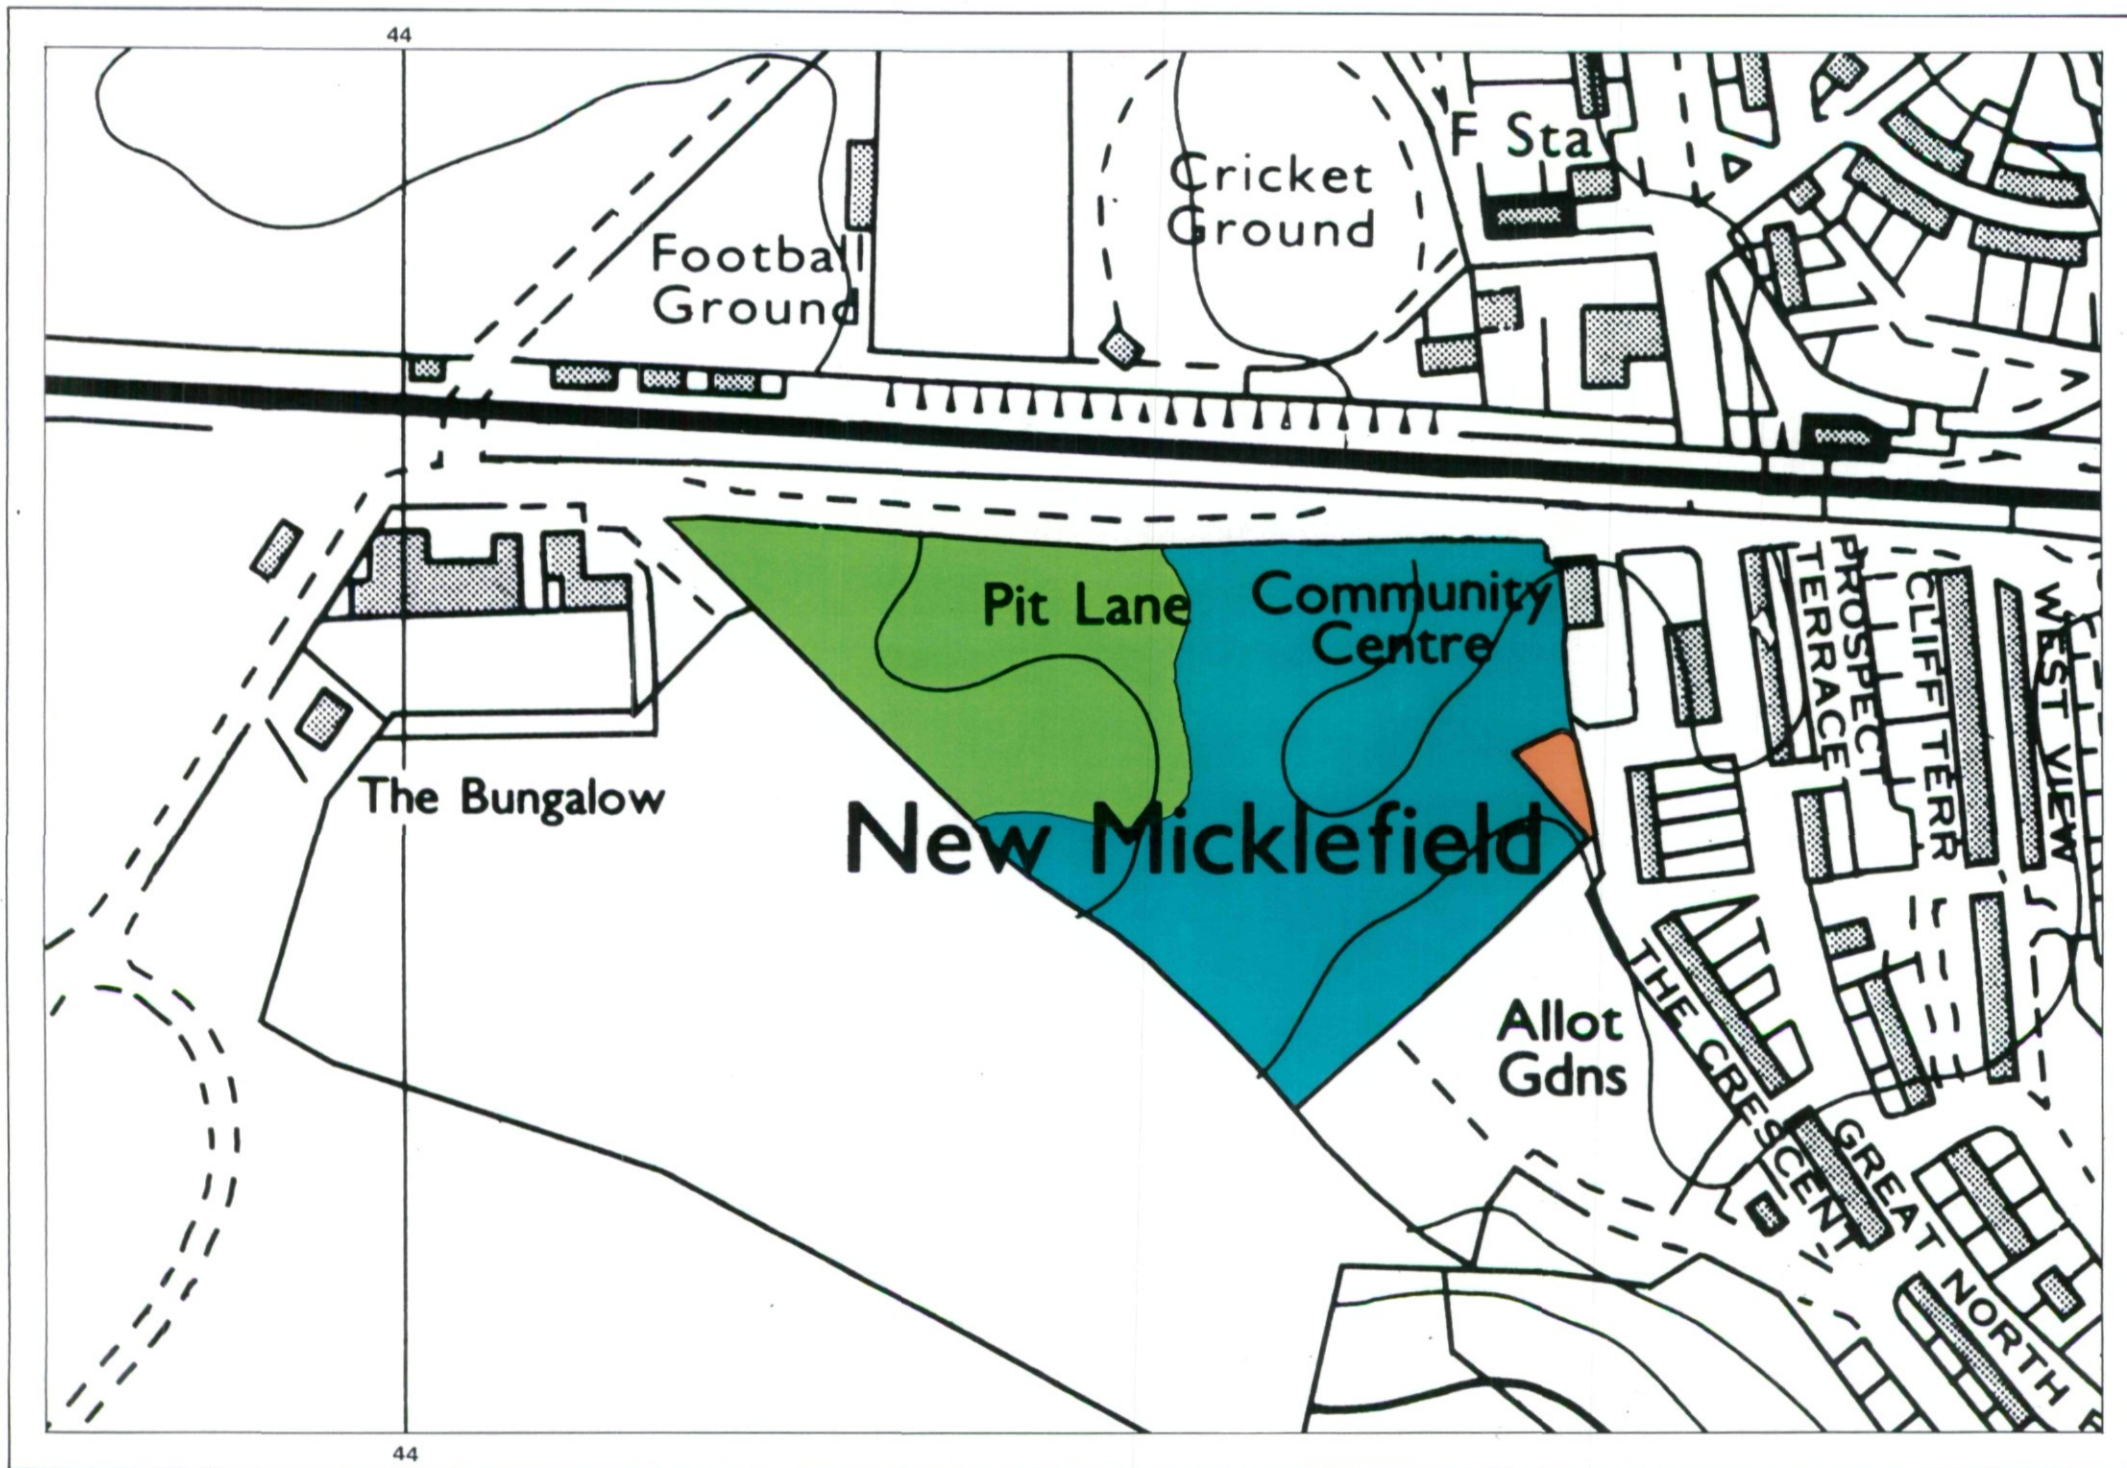 44
F Sta
Cricket
Ground
Football
Ground
Pit Lane
Community
Centre
PROSPECT
TERRACE
CLIFF TERR
WEST VIEW
The Bungalow
New Micklefield
Allot
Gdns
THE CRESCENT
GREAT NORTH
44